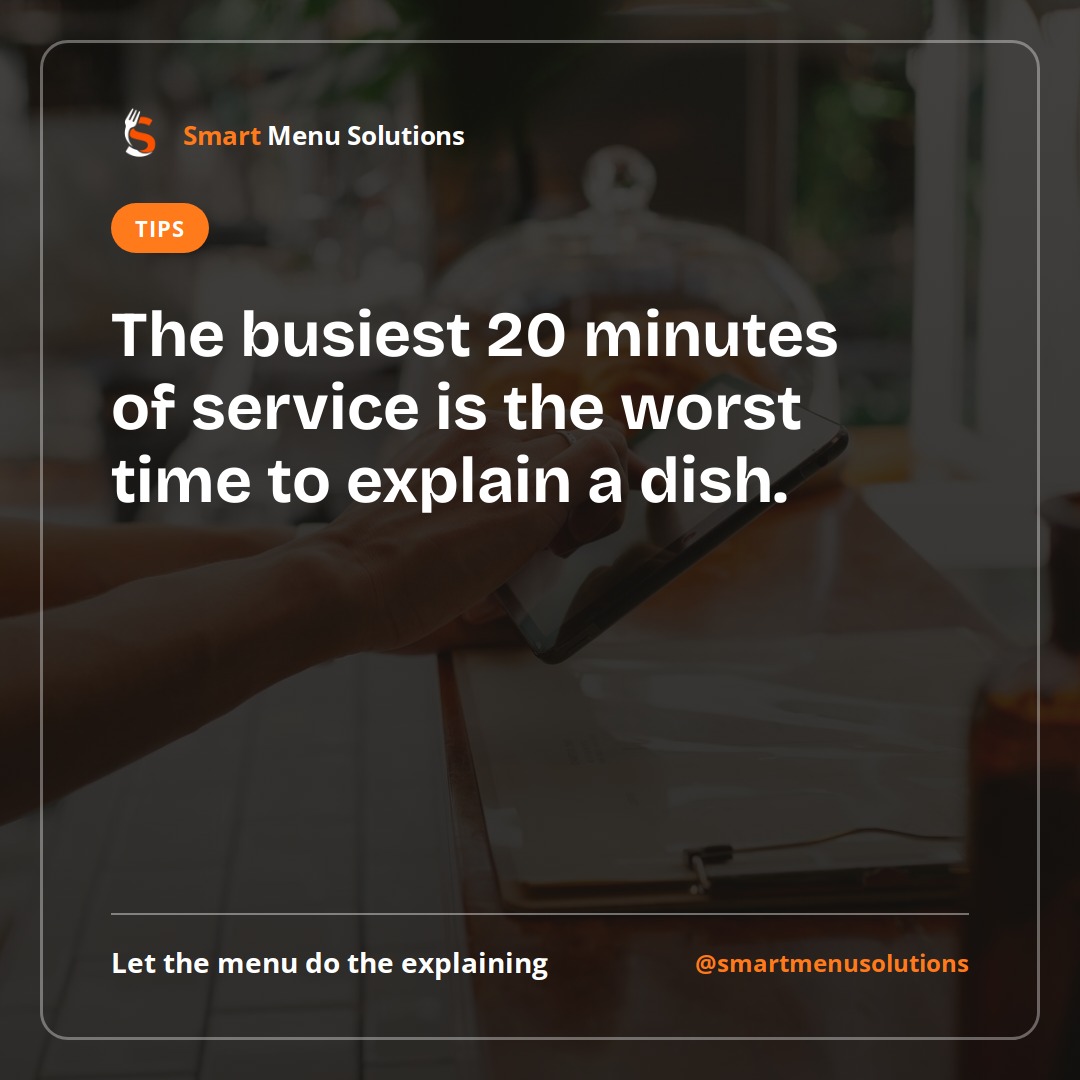 Smart Menu Solutions
TIPS
The busiest 20 minutes
of service is the worst
time to explain a dish.
Let the menu do the explaining
@smartmenusolutions